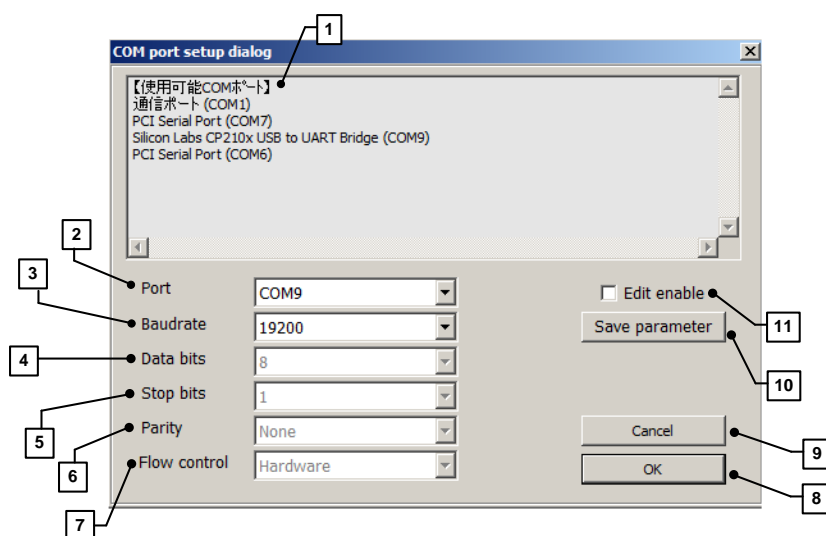 1
COM port setup dialog
【使用可能COMポート】
通信ポート (COM1)
PCI Serial Port (COM7)
Silicon Labs CP210x USB to UART Bridge (COM9)
PCI Serial Port (COM6)
2
Port
COM9
Edit enable
3
11
Baudrate
19200
Save parameter
4
Data bits
8
10
5
Stop bits
1
6
Parity
None
Cancel
9
7
Flow control
Hardware
OK
8